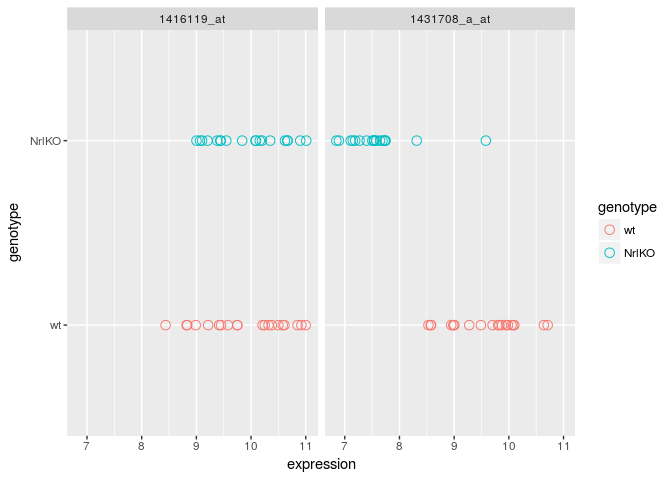 1416119_at 1431708_a_at
NrlKO
wt
genotype
genotype
wt
NrlKO
7 8 9 10 11 7 8 9 10 11
expression